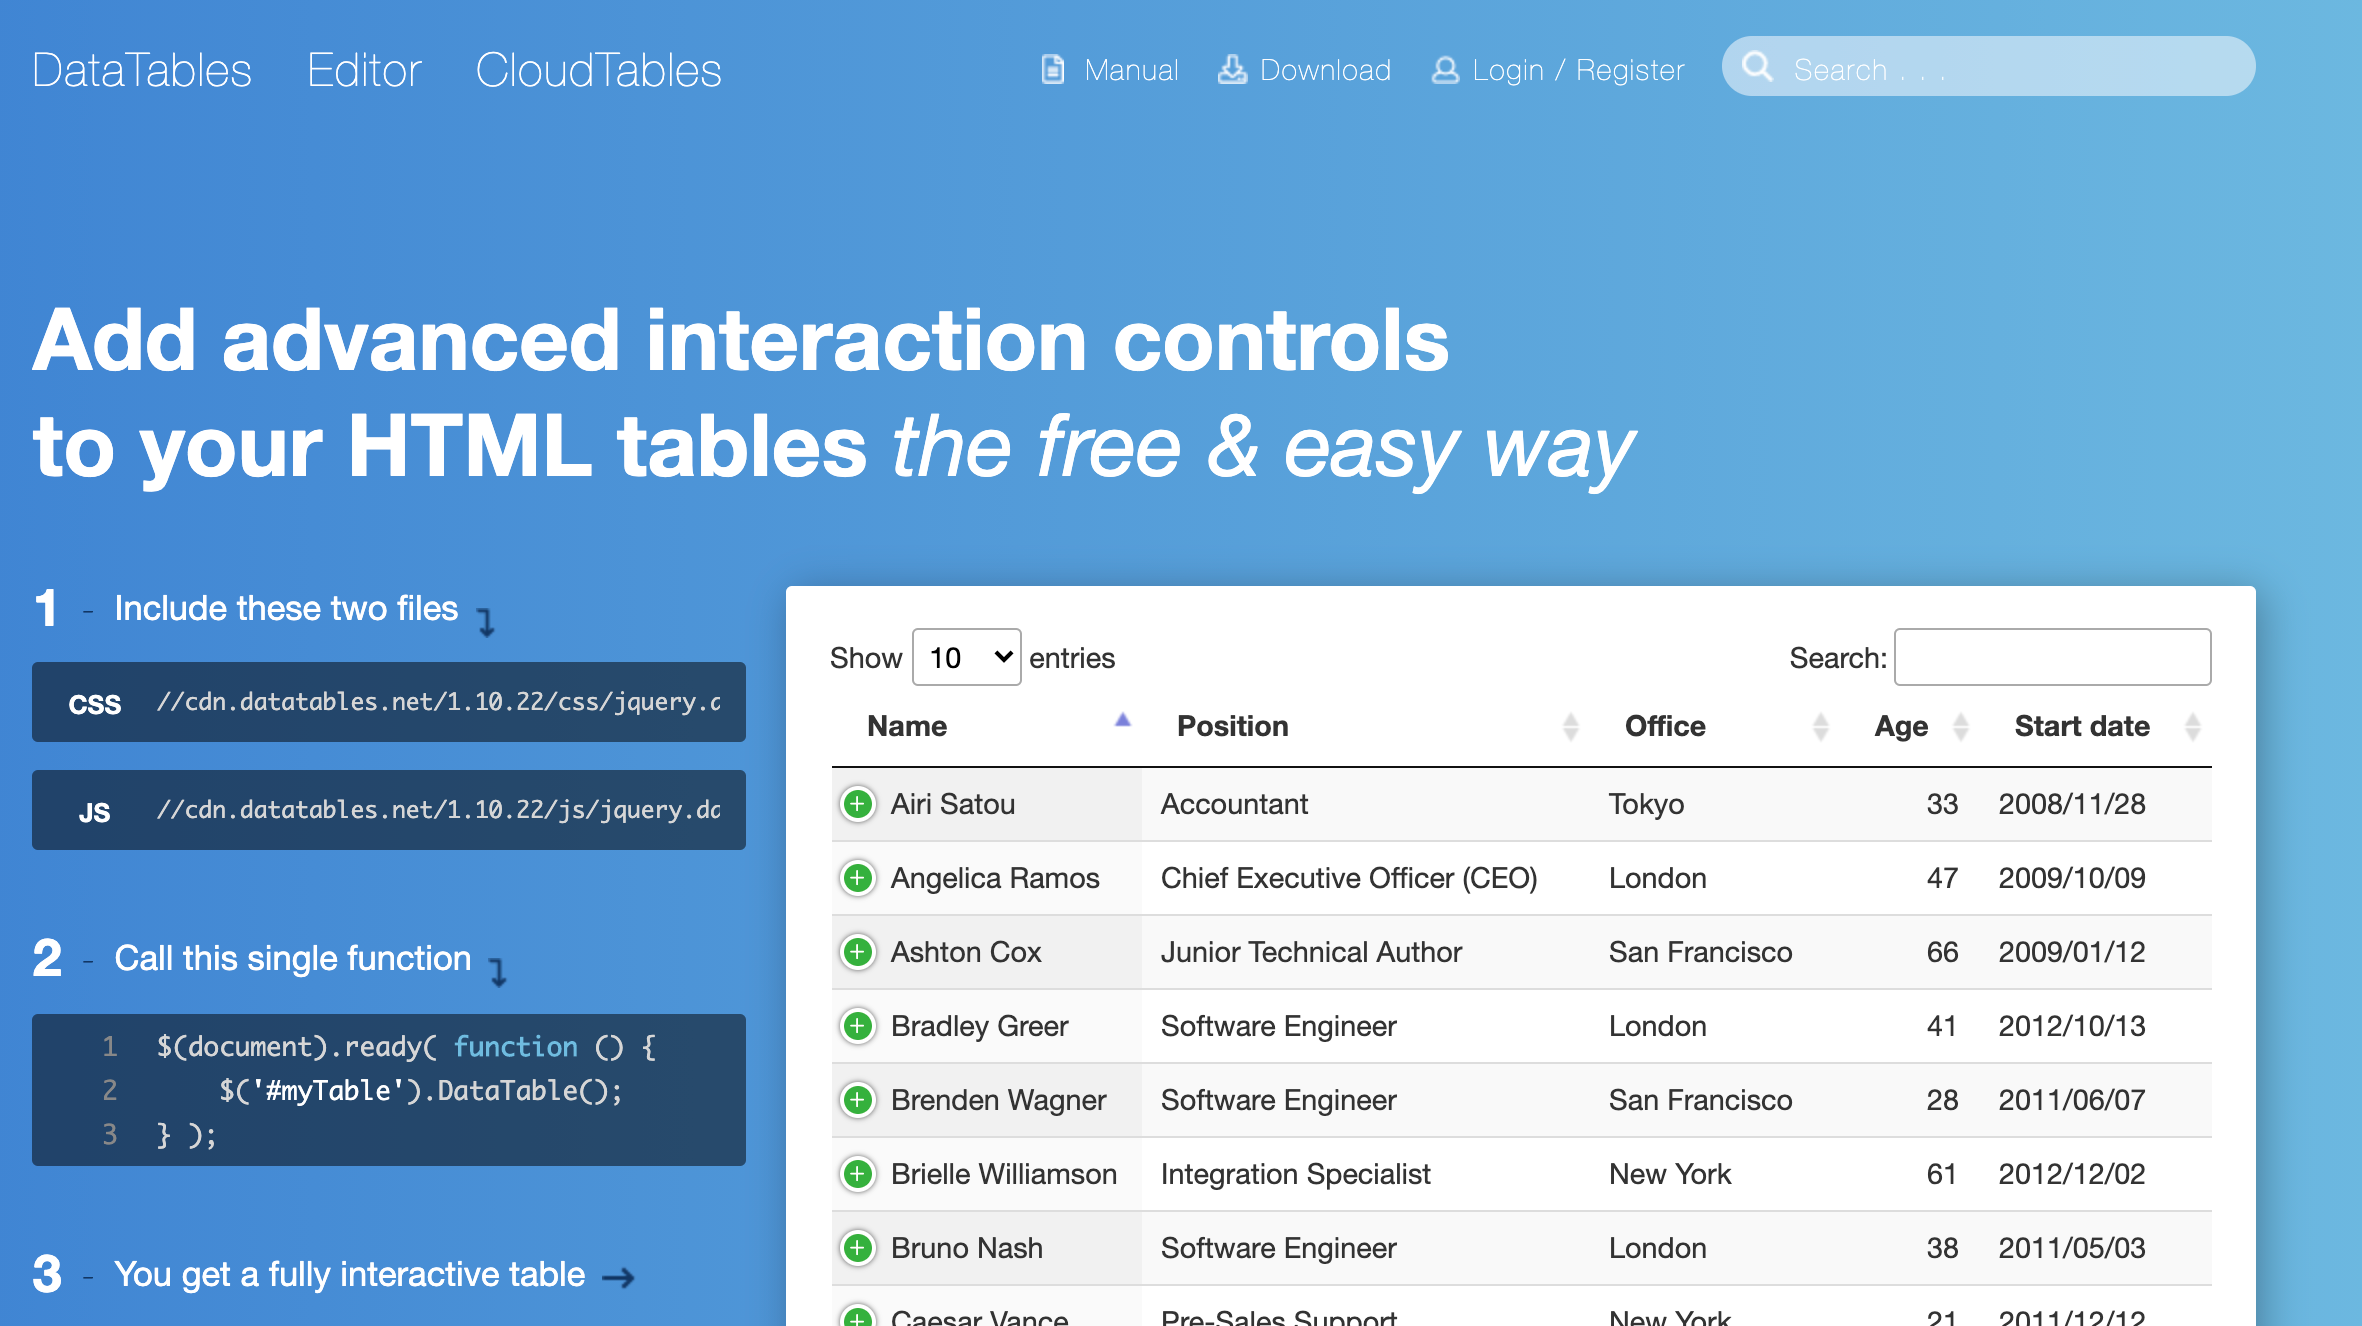 DataTables Editor CloudTables Manual Download Login / Register Search . . .
Add advanced interaction controls
to your HTML tables the free & easy way
1 - Include these two files
CSS //cdn.datatables.net/1.10.22/css/jquery.
JS //cdn.datatables.net/1.10.22/js/jquery.
2 - Call this single function
1 $(document).ready( function () {
2 $('#myTable').DataTable();
3 } );
3 - You get a fully interactive table
Show 10 entries Search:
Name Position Office Age Start date
Airi Satou Accountant Tokyo 33 2008/11/28
Angelica Ramos Chief Executive Officer (CEO) London 47 2009/10/09
Ashton Cox Junior Technical Author San Francisco 66 2009/01/12
Bradley Greer Software Engineer London 41 2012/10/13
Brenden Wagner Software Engineer San Francisco 28 2011/06/07
Brielle Williamson Integration Specialist New York 61 2012/12/02
Bruno Nash Software Engineer London 38 2011/05/03
Caesar Vance Pre-Sales Support New York 21 2011/12/12